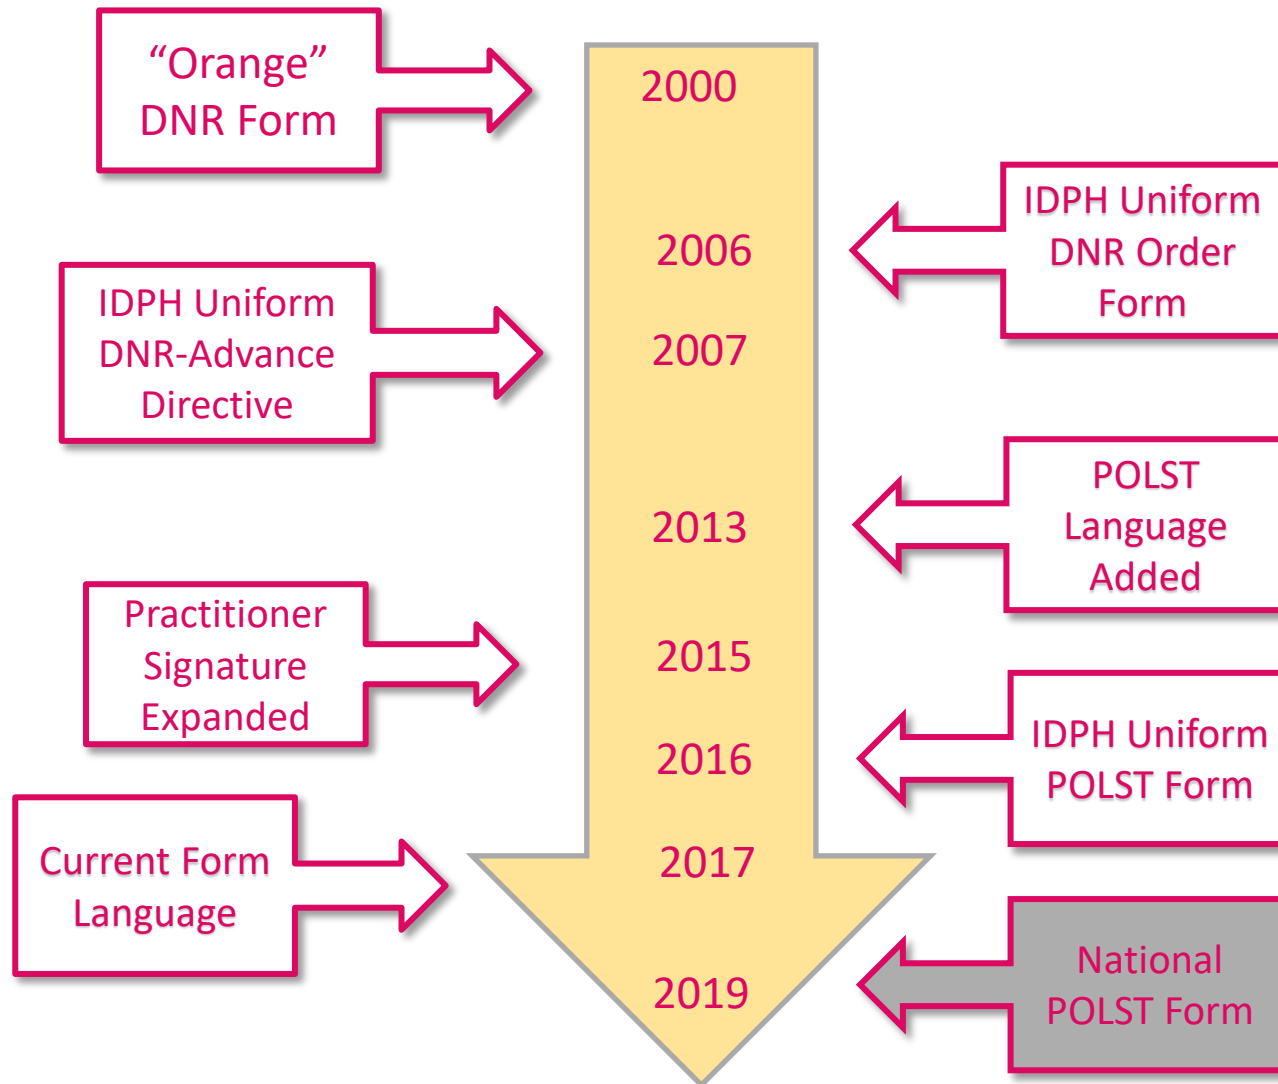 “Orange”
DNR Form
2000
IDPH Uniform
DNR Order
Form
2006
IDPH Uniform
DNR-Advance
Directive
2007
POLST
Language
Added
2013
Practitioner
Signature
Expanded
2015
IDPH Uniform
POLST Form
2016
Current Form
Language
2017
National
POLST Form
2019